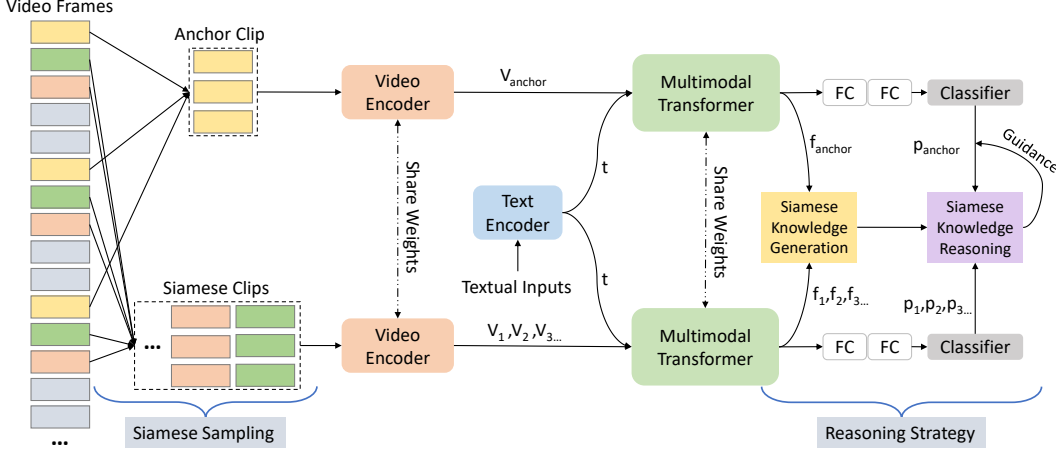 Video Frames
Anchor Clip
Video
Encoder
V_anchor
Multimodal
Transformer
FC
FC
Classifier
f_anchor
p_anchor
Guidance
Share Weights
t
Share Weights
Text
Encoder
Siamese
Knowledge
Generation
Siamese
Knowledge
Reasoning
Textual Inputs
t
Siamese Clips
...
Video
Encoder
V_1,V_2,V_3...
Multimodal
Transformer
f_1,f_2,f_3...
p_1,p_2,p_3...
FC
FC
Classifier
Siamese Sampling
Reasoning Strategy
...